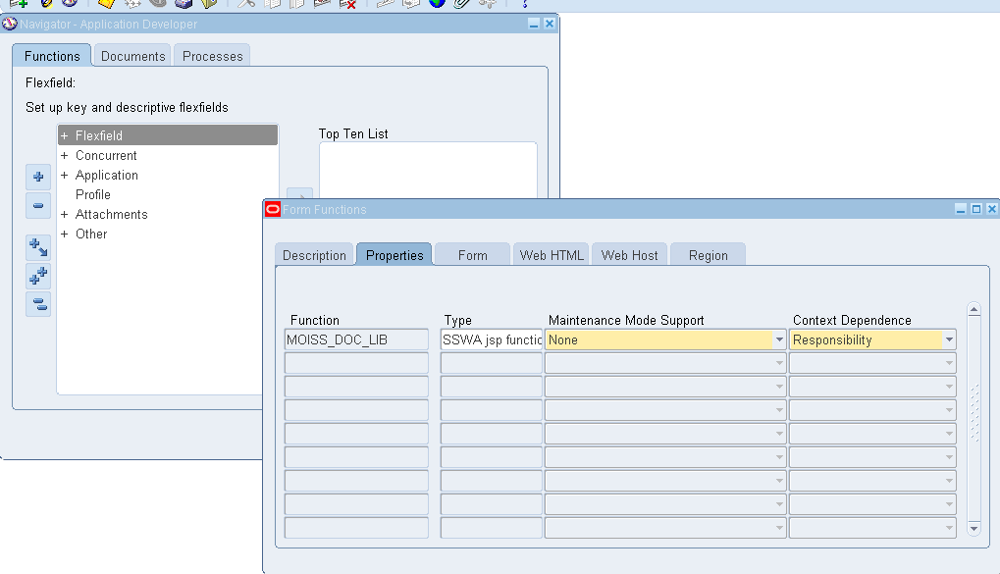 Navigator - Application Developer
Functions
Documents
Processes
Flexfield:
Set up key and descriptive flexfields
+ Flexfield
+ Concurrent
+ Application
Profile
+ Attachments
+ Other
Top Ten List
Form Functions
Description
Properties
Form
Web HTML
Web Host
Region
Function Type Maintenance Mode Support Context Dependence
MOISS_DOC_LIB SSWA jsp functio None Responsibility